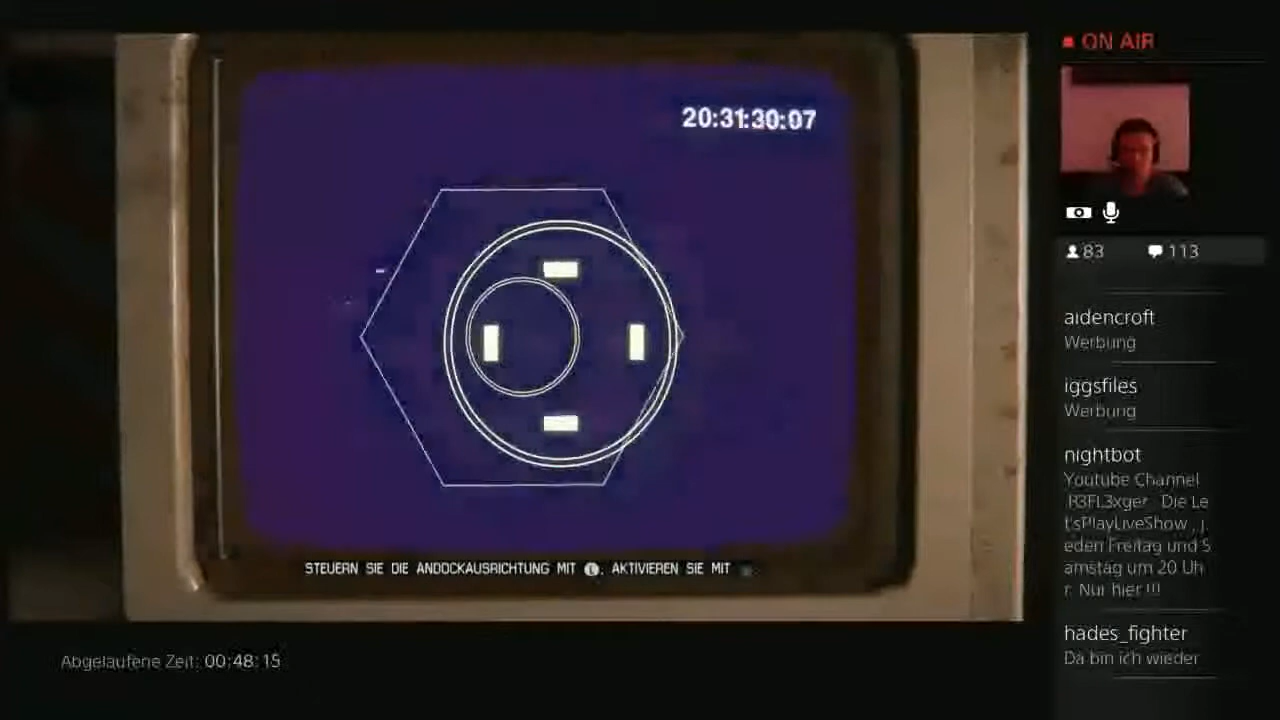 20:31:30:07
STEUERN SIE DIE ANDOCKAUSRICHTUNG MIT L, AKTIVIEREN SIE MIT
Abgelaufene Zeit: 00:48:15
ON AIR
83 113
aidencroft
Werbung
iggsfiles
Werbung
nightbot
Youtube Channel
R3FL3xger . Die Le
t'sPlayLiveShow , j
eden Freitag und S
amstag um 20 Uh
r. Nur hier !!!
hades_fighter
Da bin ich wieder